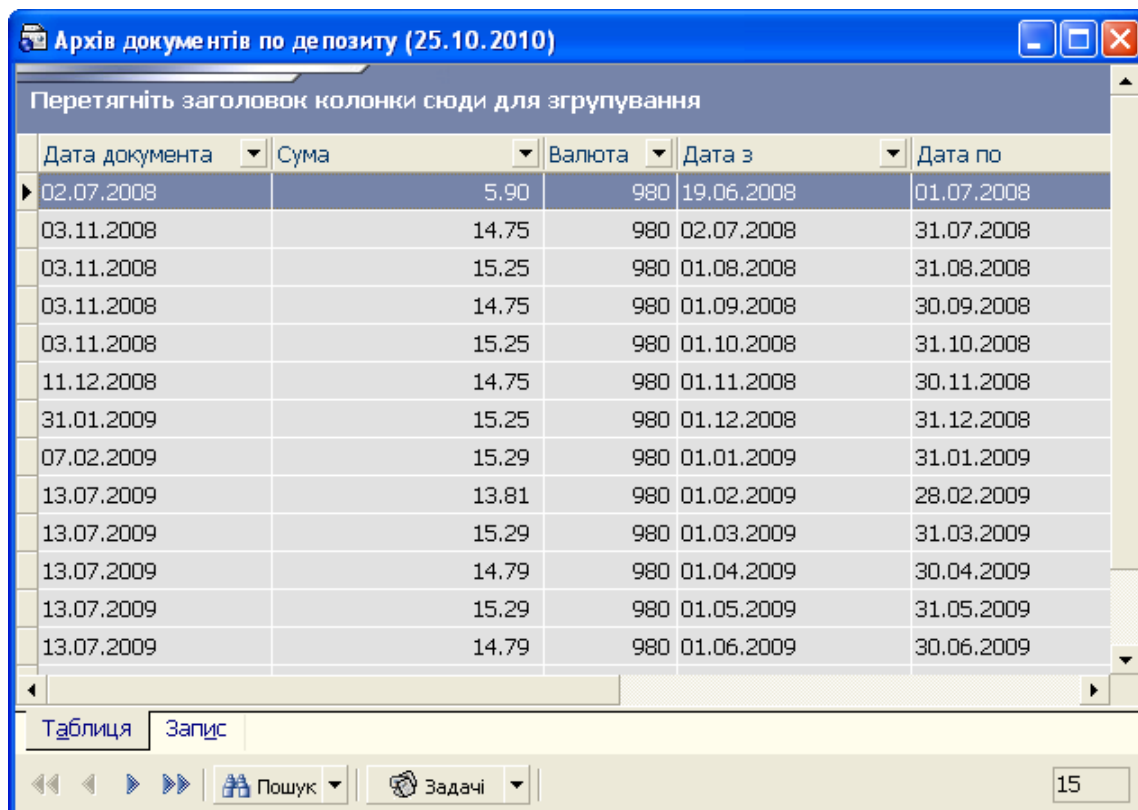 Архів документів по депозиту (25.10.2010)
Перетягніть заголовок колонки сюди для згрупування
Дата документа Сума Валюта Дата з Дата по
02.07.2008 5.90 980 19.06.2008 01.07.2008
03.11.2008 14.75 980 02.07.2008 31.07.2008
03.11.2008 15.25 980 01.08.2008 31.08.2008
03.11.2008 14.75 980 01.09.2008 30.09.2008
03.11.2008 15.25 980 01.10.2008 31.10.2008
11.12.2008 14.75 980 01.11.2008 30.11.2008
31.01.2009 15.25 980 01.12.2008 31.12.2008
07.02.2009 15.29 980 01.01.2009 31.01.2009
13.07.2009 13.81 980 01.02.2009 28.02.2009
13.07.2009 15.29 980 01.03.2009 31.03.2009
13.07.2009 14.79 980 01.04.2009 30.04.2009
13.07.2009 15.29 980 01.05.2009 31.05.2009
13.07.2009 14.79 980 01.06.2009 30.06.2009
Таблиця Запис
Пошук Задачі 15